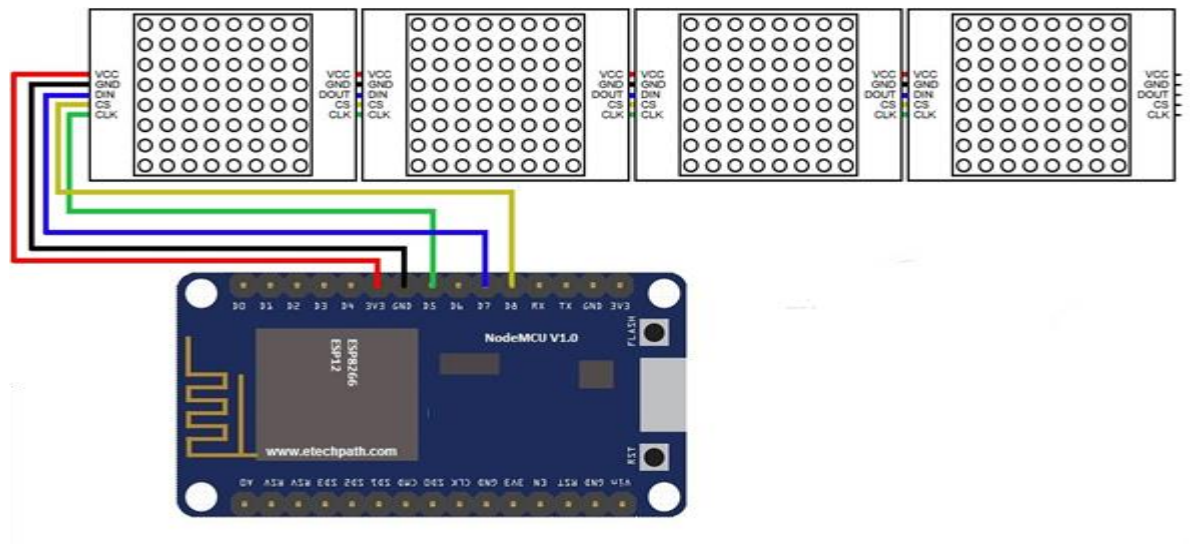 VCC VCC VCC VCC VCC VCC VCC VCC
GND GND GND GND GND GND GND GND
DIN DOUT DIN DOUT DIN DOUT DIN DOUT
CS CS CS CS CS CS CS CS
CLK CLK CLK CLK CLK CLK CLK CLK
D0 D1 D2 D3 D4 3V3 GND D5 D6 D7 D8 RX TX GND 3V3
FLASH
NodeMCU V1.0
ESP8266
ESP12
www.etechpath.com
RST
A0 RSV RSV SD3 SD2 SD1 CMD SD0 CLK GND 3V3 EN RST GND Vin